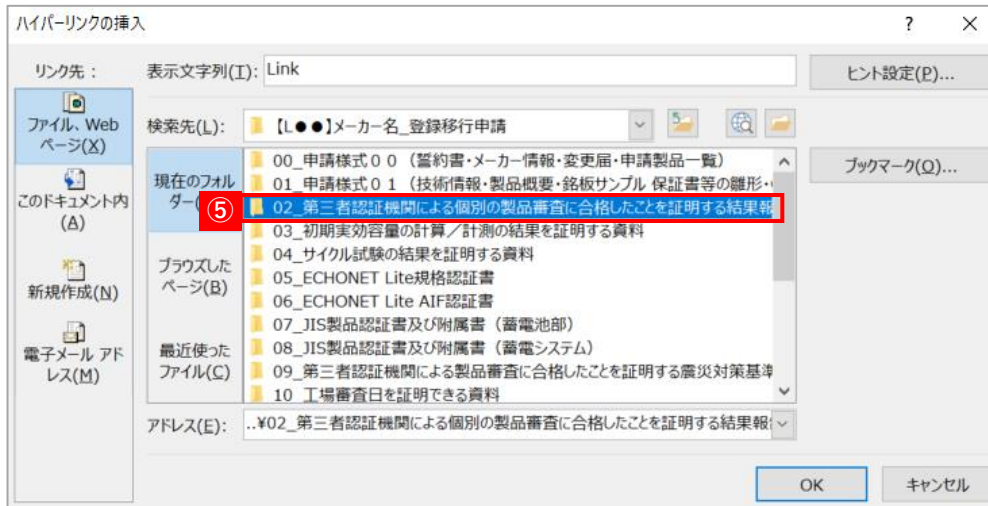 ハイパーリンクの挿入
? ×
リンク先：
表示文字列(T): Link
ヒント設定(P)...
ファイル、Web
ページ(X)
検索先(L): 【L●●】メーカー名_登録移行申請
ブックマーク(O)...
このドキュメント内
(A)
新規作成(N)
電子メール アド
レス(M)
現在のフォル
ダー(
⑤
ブラウズした
ページ(B)
最近使った
ファイル(C)
00_申請様式００（誓約書・メーカー情報・変更届・申請製品一覧）
01_申請様式０１（技術情報・製品概要・銘板サンプル 保証書等の雛形・
02_第三者認証機関による個別の製品審査に合格したことを証明する結果報
03_初期実効容量の計算／計測の結果を証明する資料
04_サイクル試験の結果を証明する資料
05_ECHONET Lite規格認証書
06_ECHONET Lite AIF認証書
07_JIS製品認証書及び附属書（蓄電池部）
08_JIS製品認証書及び附属書（蓄電システム）
09_第三者認証機関による製品審査に合格したことを証明する震災対策基準
10_工場審査日を証明できる資料
アドレス(E): ..¥02_第三者認証機関による個別の製品審査に合格したことを証明する結果報
OK
キャンセル